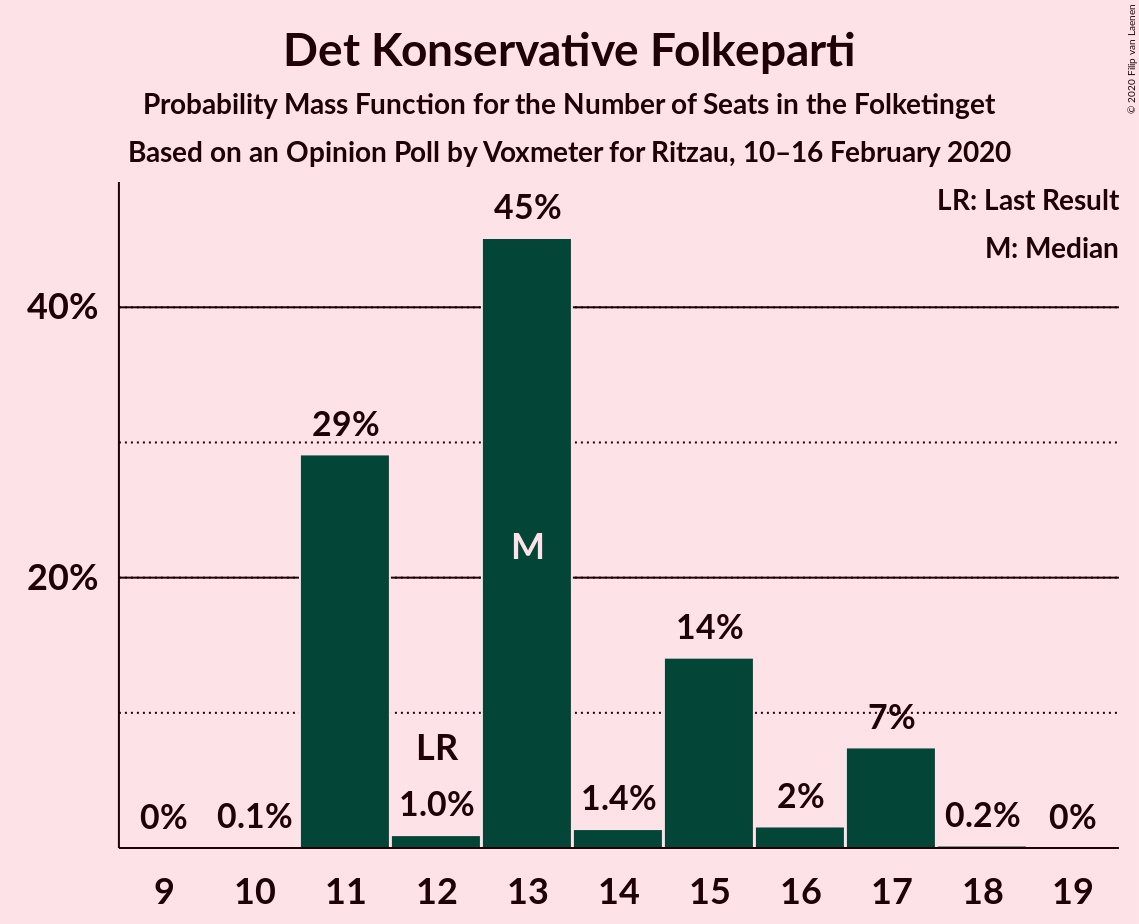 Det Konservative Folkeparti
Probability Mass Function for the Number of Seats in the Folketinget
Based on an Opinion Poll by Voxmeter for Ritzau, 10–16 February 2020
© 2020 Filip van Laenen
LR: Last Result
M: Median
40%
20%
0%
0.1%
29%
LR
1.0%
45%
M
1.4%
14%
2%
7%
0.2%
0%
9 10 11 12 13 14 15 16 17 18 19